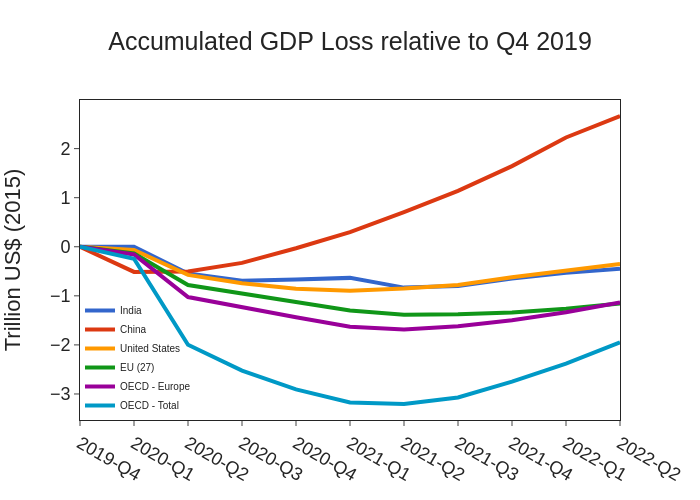 Accumulated GDP Loss relative to Q4 2019
Trillion US$ (2015)
2
1
0
−1
−2
−3
India
China
United States
EU (27)
OECD - Europe
OECD - Total
2019-Q4
2020-Q1
2020-Q2
2020-Q3
2020-Q4
2021-Q1
2021-Q2
2021-Q3
2021-Q4
2022-Q1
2022-Q2